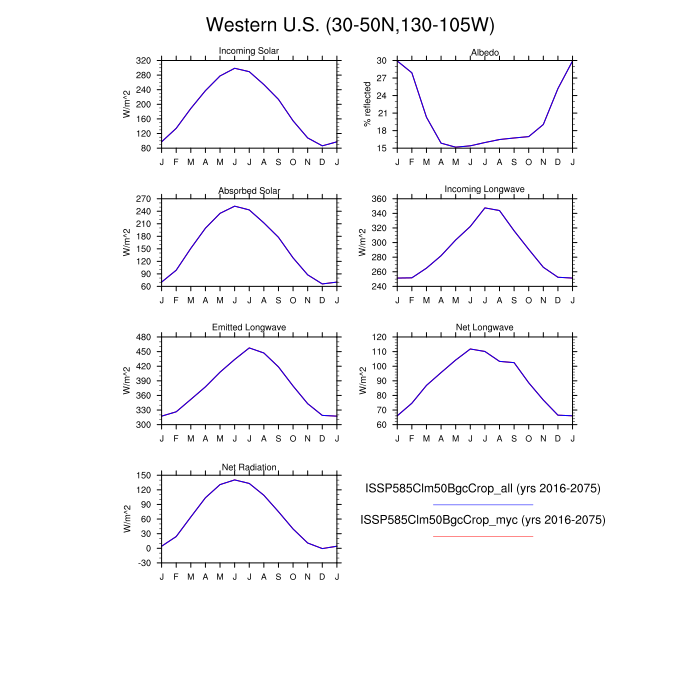 Western U.S. (30-50N,130-105W)
Incoming Solar
W/m^2
320
280
240
200
160
120
80
J F M A M J J A S O N D J
Albedo
% reflected
30
27
24
21
18
15
J F M A M J J A S O N D J
Absorbed Solar
W/m^2
270
240
210
180
150
120
90
60
J F M A M J J A S O N D J
Incoming Longwave
W/m^2
360
340
320
300
280
260
240
J F M A M J J A S O N D J
Emitted Longwave
W/m^2
480
450
420
390
360
330
300
J F M A M J J A S O N D J
Net Longwave
W/m^2
120
110
100
90
80
70
60
J F M A M J J A S O N D J
Net Radiation
W/m^2
150
120
90
60
30
0
-30
J F M A M J J A S O N D J
ISSP585Clm50BgcCrop_all (yrs 2016-2075)
ISSP585Clm50BgcCrop_myc (yrs 2016-2075)